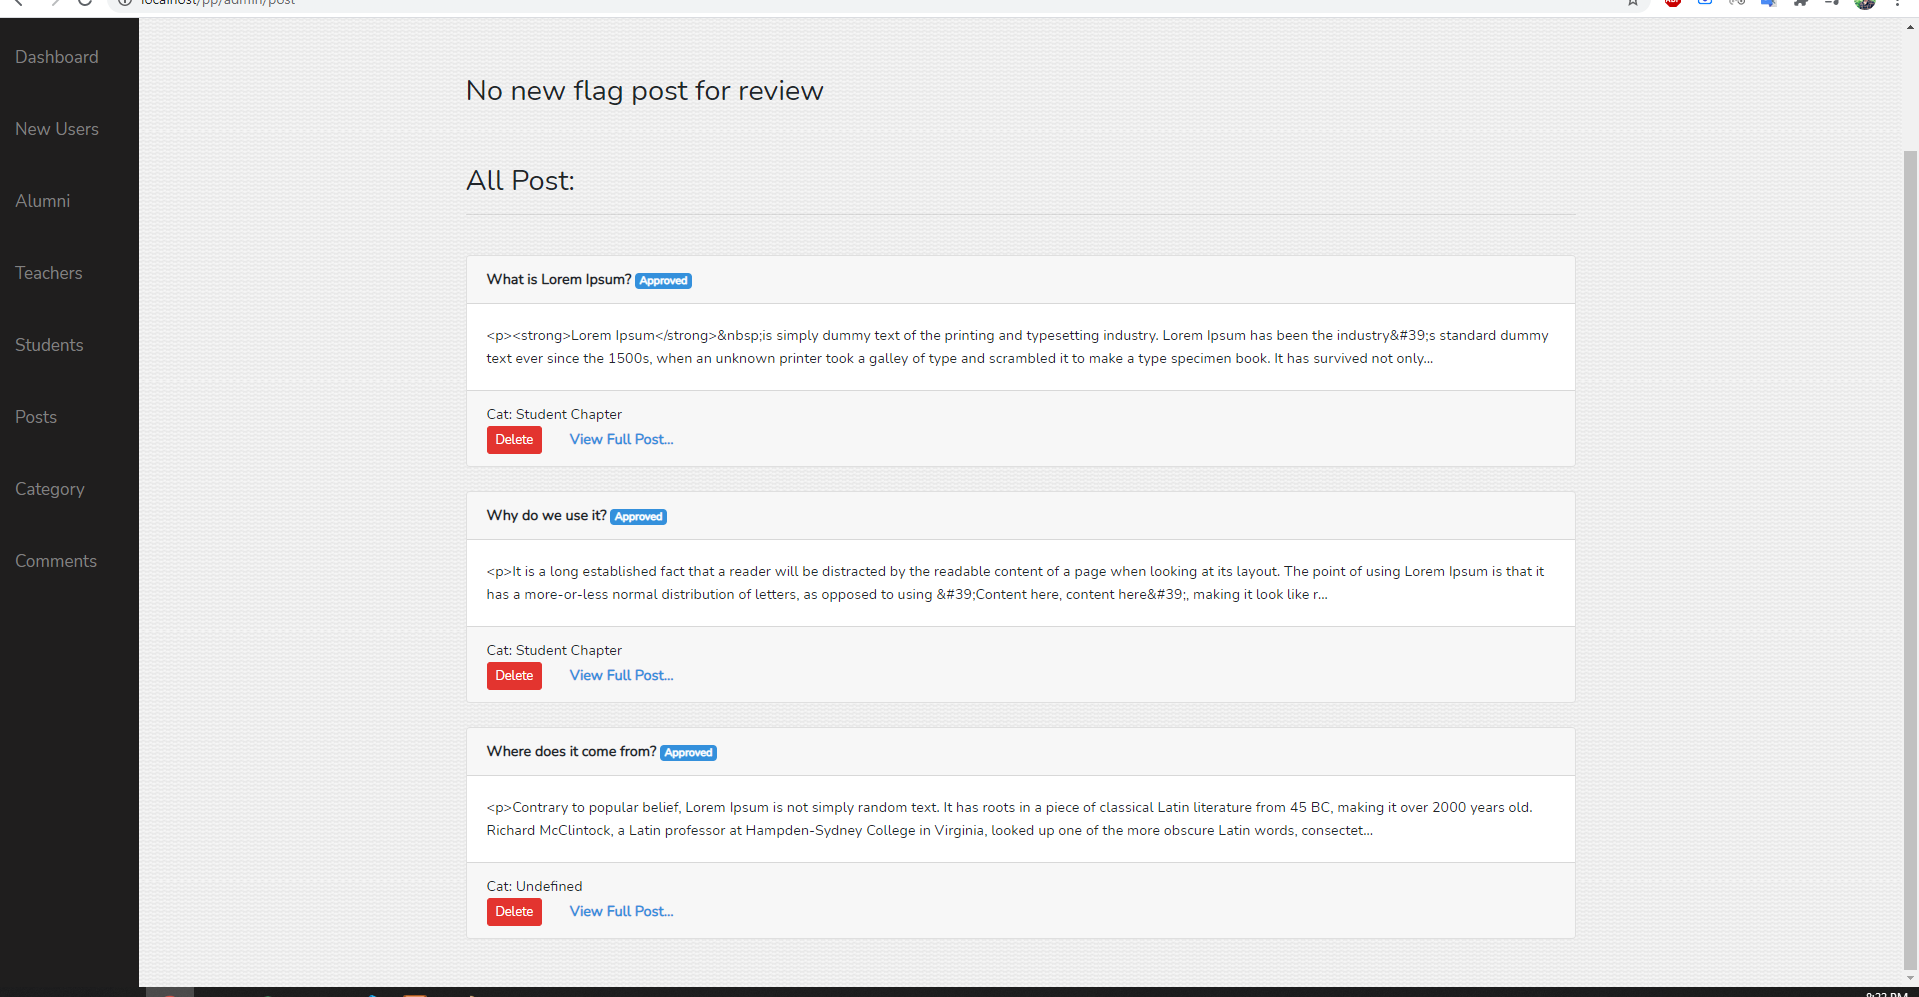 localhost/pp/admin/post
Dashboard
New Users
Alumni
Teachers
Students
Posts
Category
Comments
No new flag post for review
All Post:
What is Lorem Ipsum? Approved
<p><strong>Lorem Ipsum</strong>&nbsp;is simply dummy text of the printing and typesetting industry. Lorem Ipsum has been the industry&#39;s standard dummy
text ever since the 1500s, when an unknown printer took a galley of type and scrambled it to make a type specimen book. It has survived not only...
Cat: Student Chapter
Delete View Full Post...
Why do we use it? Approved
<p>It is a long established fact that a reader will be distracted by the readable content of a page when looking at its layout. The point of using Lorem Ipsum is that it
has a more-or-less normal distribution of letters, as opposed to using &#39;Content here, content here&#39;, making it look like r...
Cat: Student Chapter
Delete View Full Post...
Where does it come from? Approved
<p>Contrary to popular belief, Lorem Ipsum is not simply random text. It has roots in a piece of classical Latin literature from 45 BC, making it over 2000 years old.
Richard McClintock, a Latin professor at Hampden-Sydney College in Virginia, looked up one of the more obscure Latin words, consectet...
Cat: Undefined
Delete View Full Post...